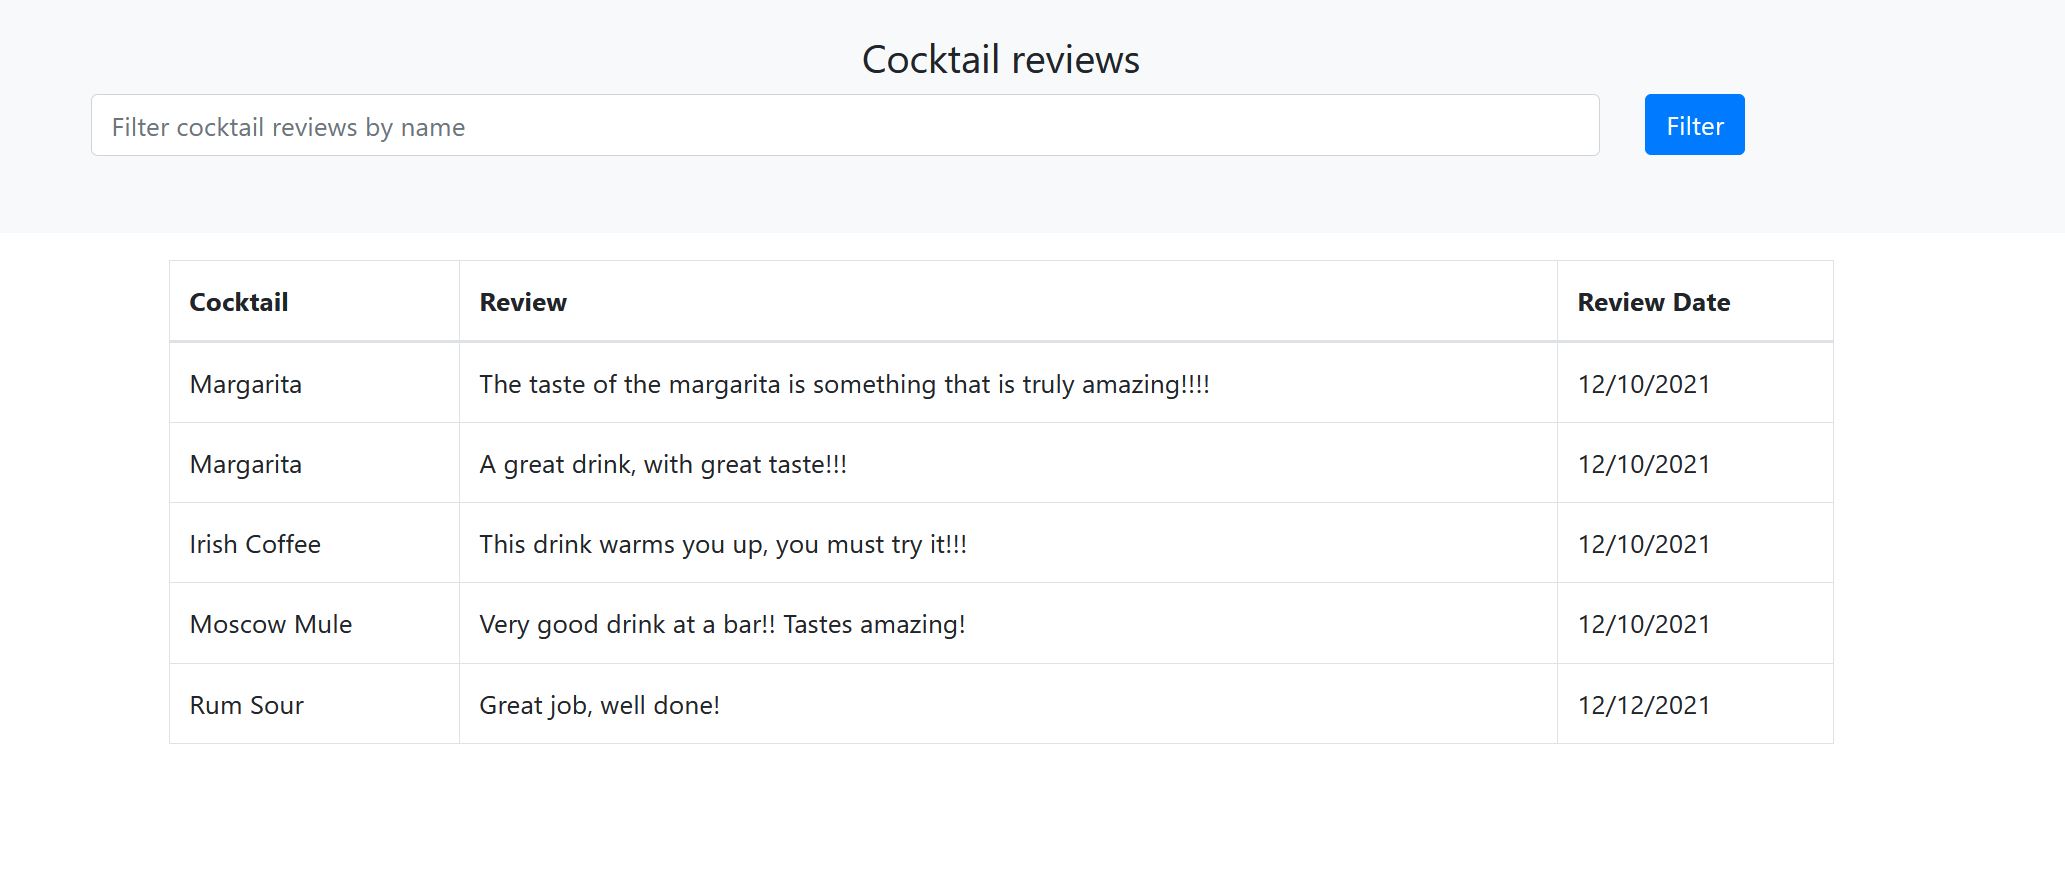 Cocktail reviews
Filter cocktail reviews by name
Filter
Cocktail Review Review Date
Margarita The taste of the margarita is something that is truly amazing!!!! 12/10/2021
Margarita A great drink, with great taste!!! 12/10/2021
Irish Coffee This drink warms you up, you must try it!!! 12/10/2021
Moscow Mule Very good drink at a bar!! Tastes amazing! 12/10/2021
Rum Sour Great job, well done! 12/12/2021